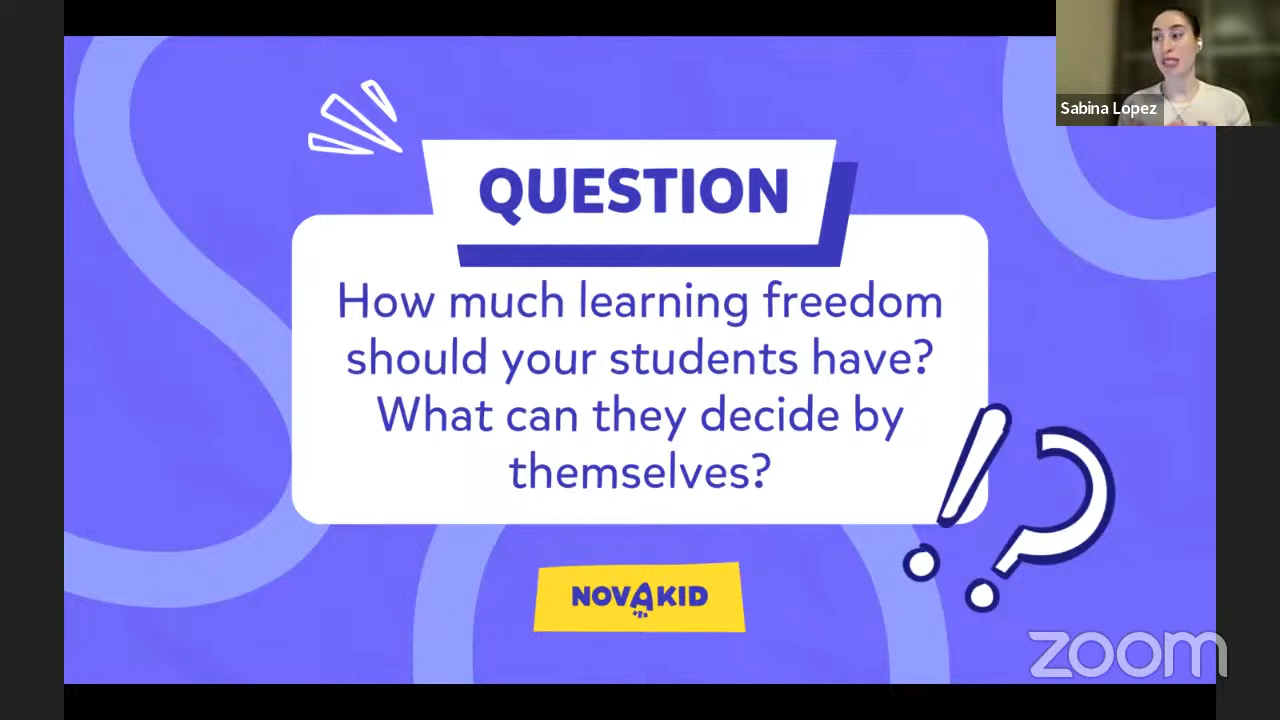 Sabina Lopez
QUESTION
How much learning freedom
should your students have?
What can they decide by
themselves?
NOVAKID
zoom